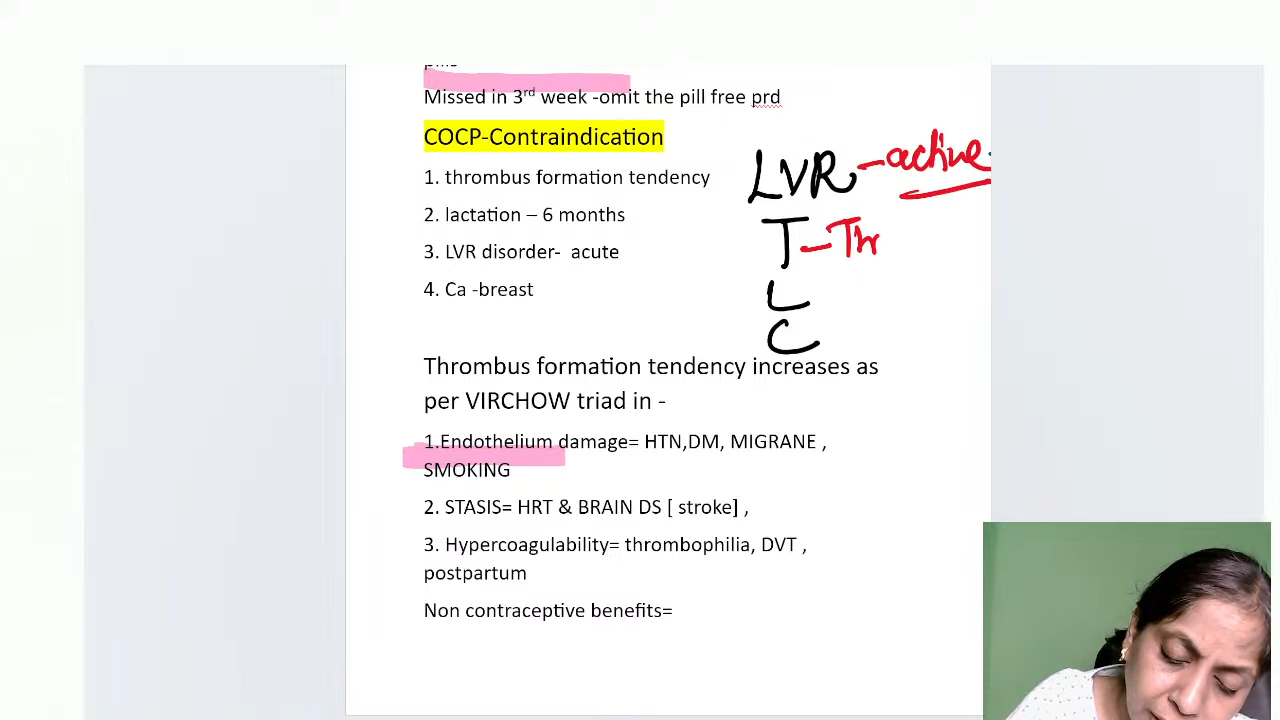 Missed in 3rd week -omit the pill free prd
COCP-Contraindication
1. thrombus formation tendency
2. lactation – 6 months
3. LVR disorder-  acute
4. Ca -breast
LVR -active
T - Thr
L
C
Thrombus formation tendency increases as
per VIRCHOW triad in -
1.Endothelium damage= HTN,DM, MIGRANE ,
SMOKING
2. STASIS= HRT & BRAIN DS [ stroke] ,
3. Hypercoagulability= thrombophilia, DVT ,
postpartum
Non contraceptive benefits=